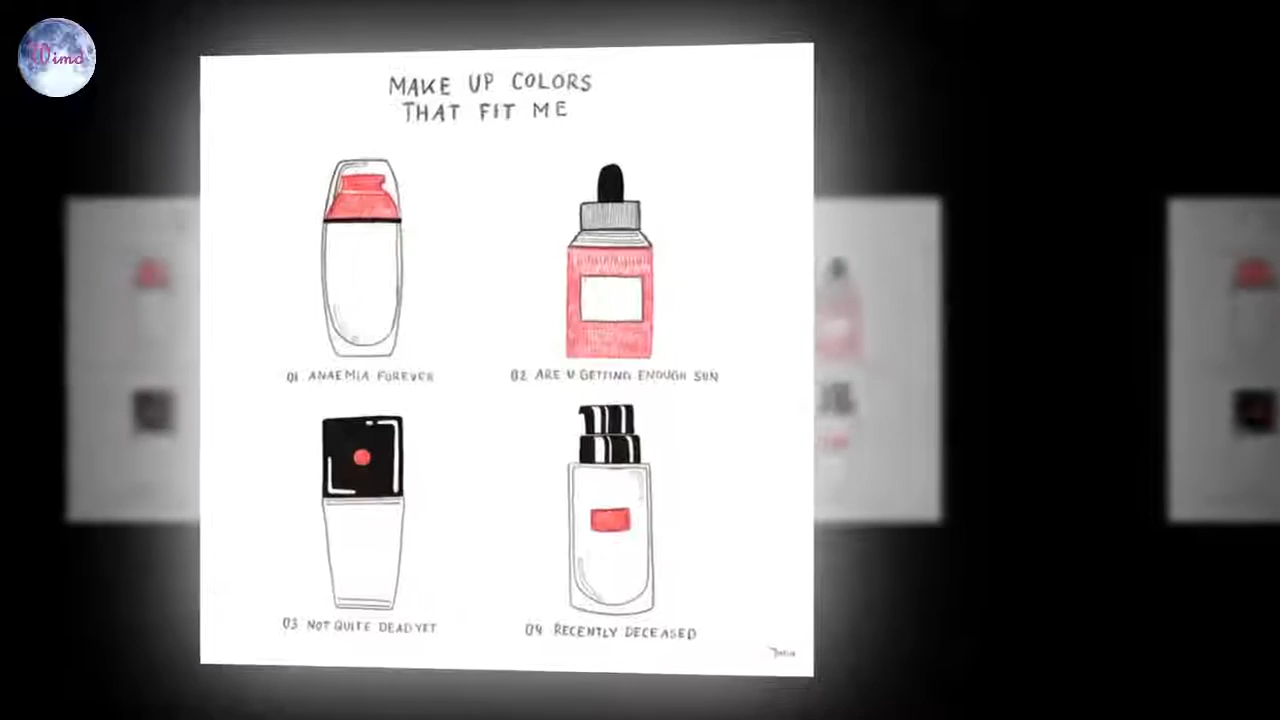 Wimd
MAKE UP COLORS
THAT FIT ME
01 ANAEMIA FOREVER
02 ARE U GETTING ENOUGH SUN
03 NOT QUITE DEAD YET
04 RECENTLY DECEASED